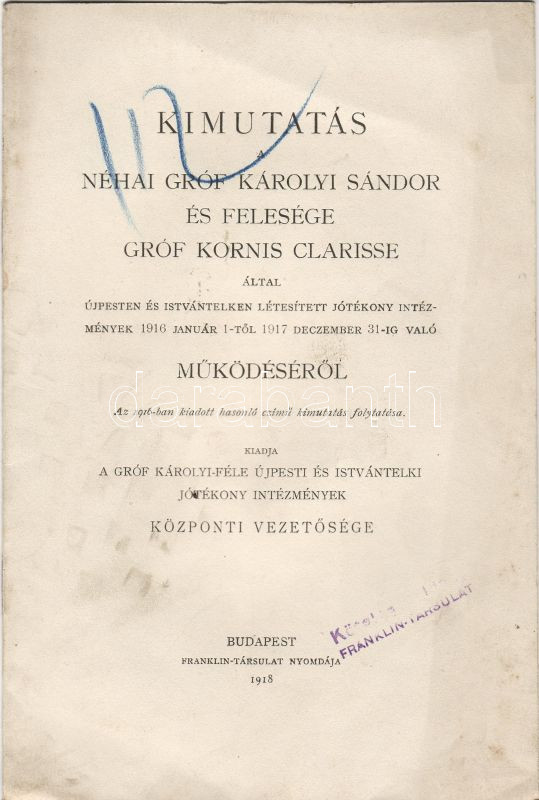 KIMUTATÁS
A
NÉHAI GRÓF KÁROLYI SÁNDOR
ÉS FELESÉGE
GRÓF KORNIS CLARISSE
ÁLTAL
ÚJPESTEN ÉS ISTVÁNTELKEN LÉTESÍTETT JÓTÉKONY INTÉZ-
MÉNYEK 1916 JANUÁR 1-TŐL 1917 DECZEMBER 31-IG VALÓ
MŰKÖDÉSÉRŐL
darabanth
Az 1916-ban kiadott hasonló czímű kimutatás folytatása.
KIADJA
A GRÓF KÁROLYI-FÉLE ÚJPESTI ÉS ISTVÁNTELKI
JÓTÉKONY INTÉZMÉNYEK
KÖZPONTI VEZETŐSÉGE
FRANKLIN-TÁRSULAT
BUDAPEST
FRANKLIN-TÁRSULAT NYOMDÁJA
1918